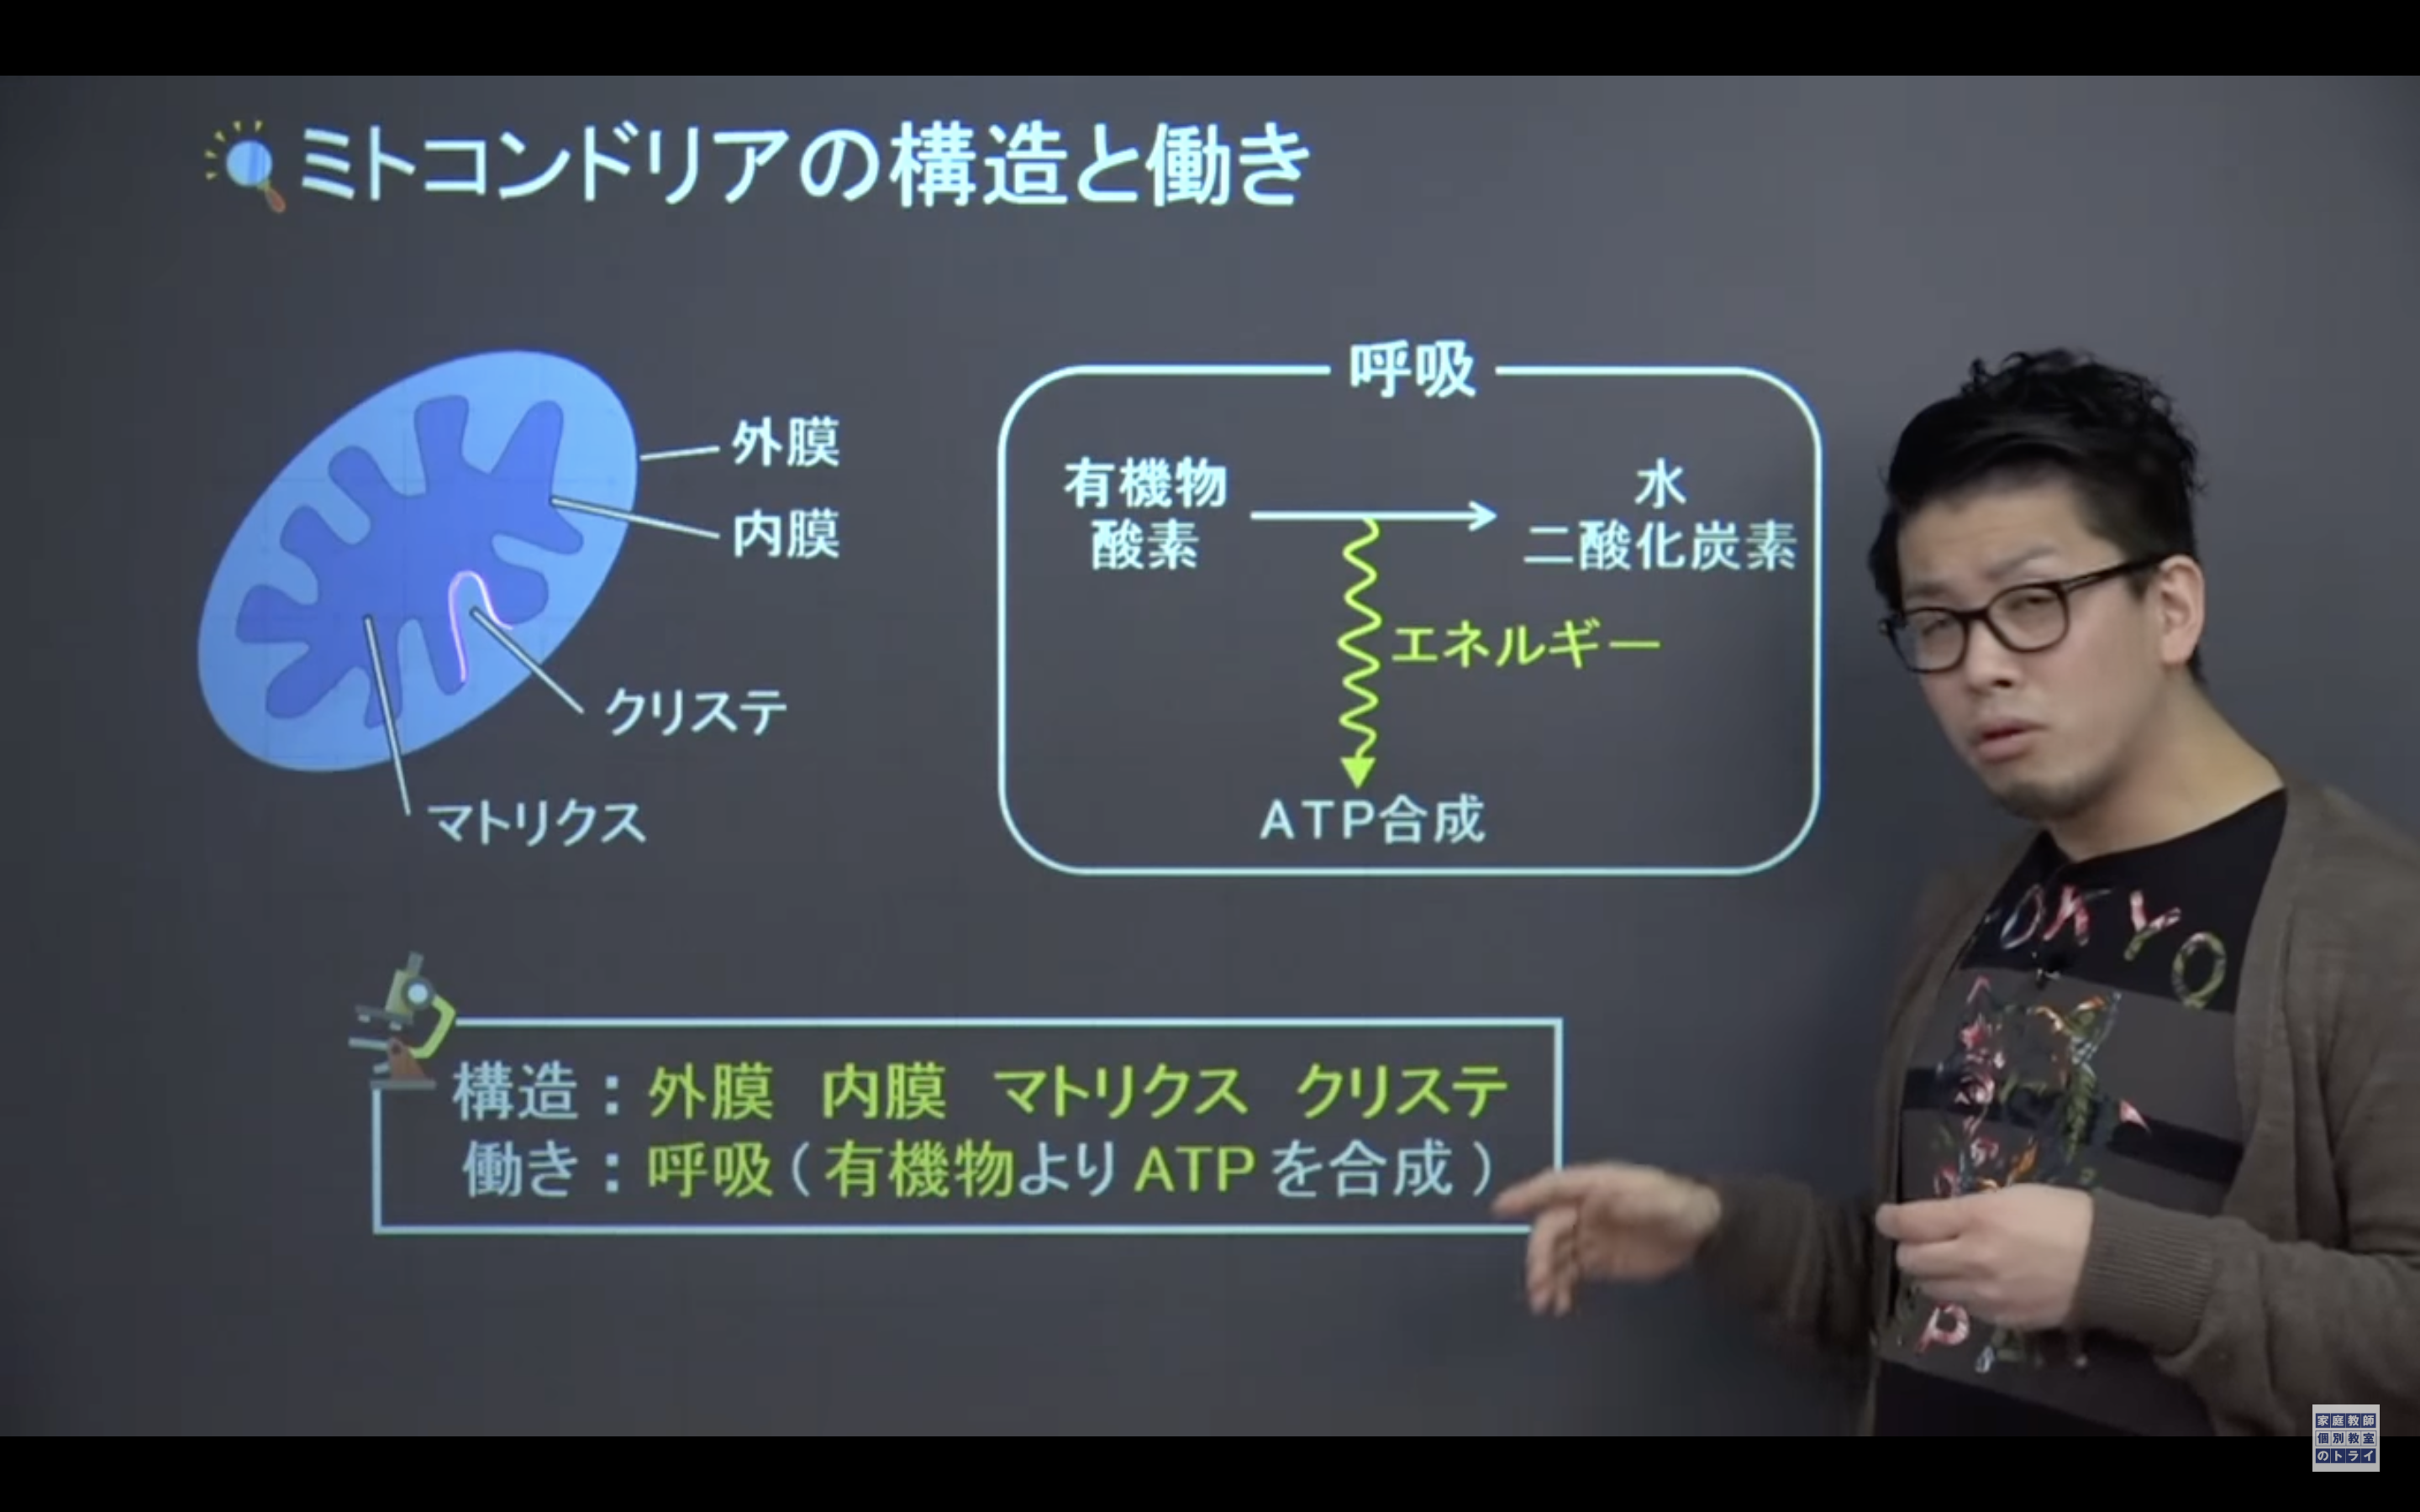 ミトコンドリアの構造と働き
外膜
内膜
クリステ
マトリクス
呼吸
有機物
酸素
水
二酸化炭素
エネルギー
ATP合成
構造：外膜 内膜 マトリクス クリステ
働き：呼吸（有機物よりATPを合成）
OKYO
P
家庭教師
個別教室
のトライ